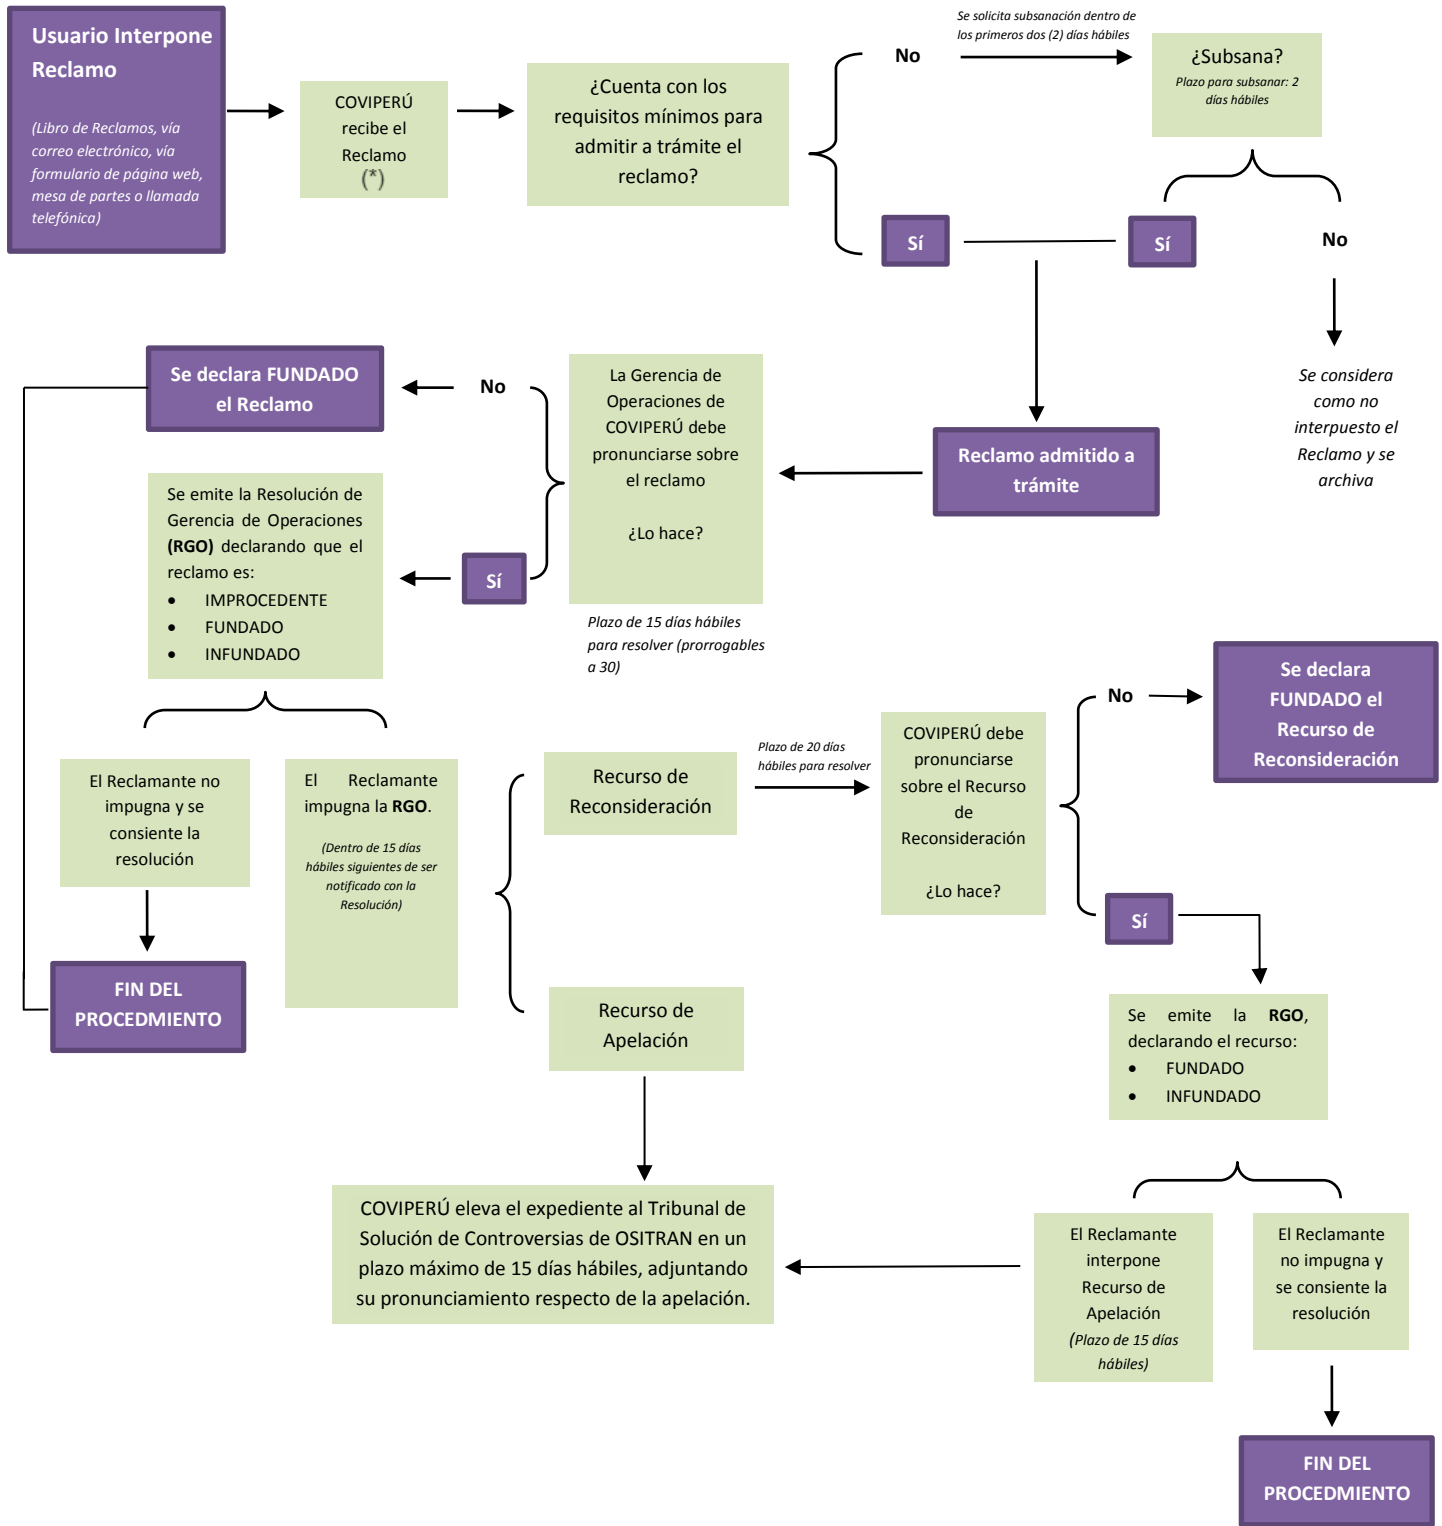 Usuario Interpone
Reclamo
(Libro de Reclamos, vía
correo electrónico, vía
formulario de página web,
mesa de partes o llamada
telefónica)
COVIPERÚ
recibe el
Reclamo
(*)
¿Cuenta con los
requisitos mínimos para
admitir a trámite el
reclamo?
No
Se solicita subsanación dentro de
los primeros dos (2) días hábiles
¿Subsana?
Plazo para subsanar: 2
días hábiles
Sí
Sí
No
Se considera
como no
interpuesto el
Reclamo y se
archiva
Reclamo admitido a
trámite
La Gerencia de
Operaciones de
COVIPERÚ debe
pronunciarse sobre
el reclamo
¿Lo hace?
Plazo de 15 días hábiles
para resolver (prorrogables
a 30)
No
Se declara FUNDADO
el Reclamo
Sí
Se emite la Resolución de
Gerencia de Operaciones
(RGO) declarando que el
reclamo es:
• IMPROCEDENTE
• FUNDADO
• INFUNDADO
El Reclamante no
impugna y se
consiente la
resolución
FIN DEL
PROCEDMIENTO
El Reclamante
impugna la RGO.
(Dentro de 15 días
hábiles siguientes de ser
notificado con la
Resolución)
Recurso de
Reconsideración
Plazo de 20 días
hábiles para resolver
COVIPERÚ debe
pronunciarse
sobre el Recurso
de
Reconsideración
¿Lo hace?
No
Se declara
FUNDADO el
Recurso de
Reconsideración
Sí
Se emite la RGO,
declarando el recurso:
• FUNDADO
• INFUNDADO
Recurso de
Apelación
COVIPERÚ eleva el expediente al Tribunal de
Solución de Controversias de OSITRAN en un
plazo máximo de 15 días hábiles, adjuntando
su pronunciamiento respecto de la apelación.
El Reclamante
interpone
Recurso de
Apelación
(Plazo de 15 días
hábiles)
El Reclamante
no impugna y
se consiente la
resolución
FIN DEL
PROCEDMIENTO